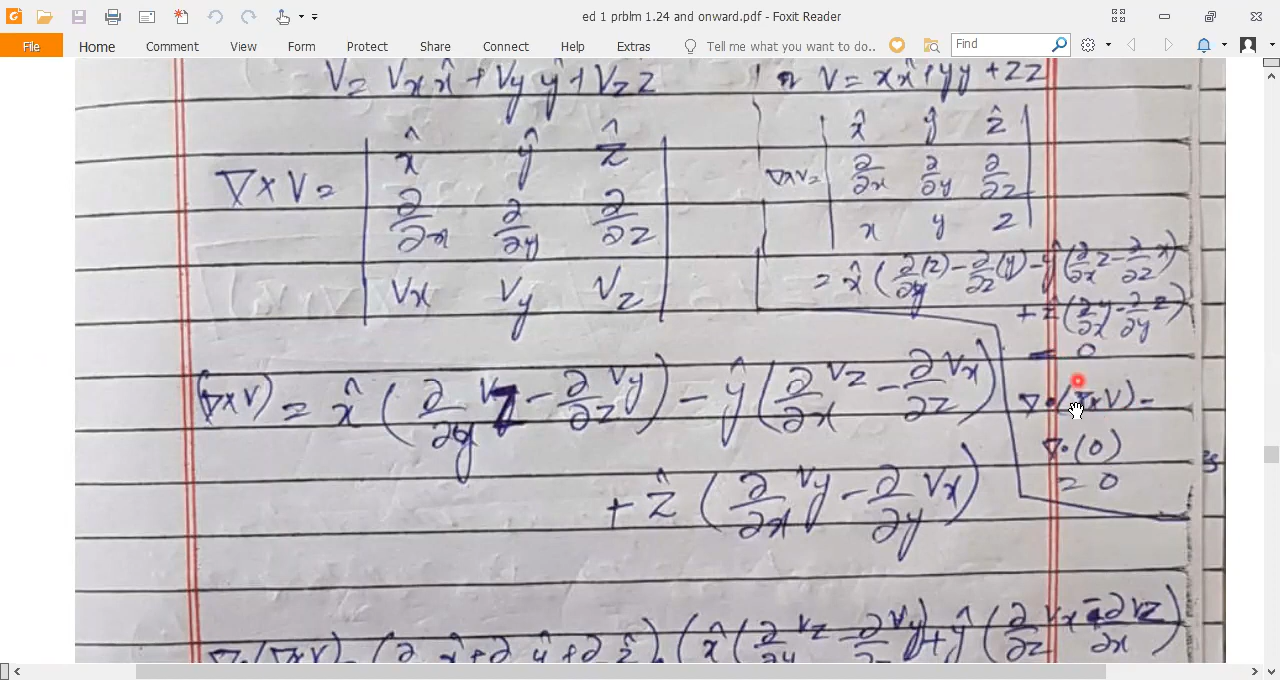 ed 1 prblm 1.24 and onward.pdf - Foxit Reader
File Home Comment View Form Protect Share Connect Help Extras Tell me what you want to do.. Find
V= Vx x̂ + Vy ŷ + Vz z
V = x x̂ + y y + z z
∇×V = | x̂ ŷ ẑ |
| ∂/∂x ∂/∂y ∂/∂z |
| Vx Vy Vz |
∇×V = | x̂ ŷ ẑ |
| ∂/∂x ∂/∂y ∂/∂z |
| x y z |
= x̂ ( ∂/∂y (z) - ∂/∂z (y) - ŷ ( ∂/∂x z - ∂/∂z x )
+ ẑ ( ∂/∂x y - ∂/∂y x )
= 0
∇·(∇×V) =
∇·(0)
= 0
(∇×V) = x̂ ( ∂/∂y Vz - ∂/∂z Vy ) - ŷ ( ∂/∂x Vz - ∂/∂z Vx )
+ ẑ ( ∂/∂x Vy - ∂/∂y Vx )